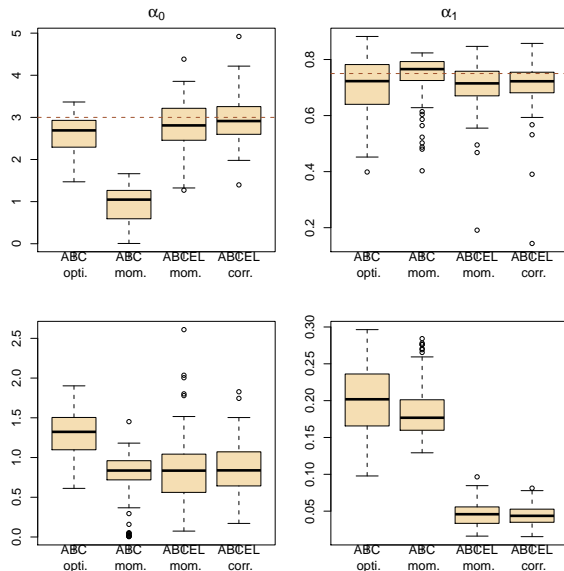 α0 α1
5
4
3
2
1
0
ABC ABC ABCEL ABCEL
opti. mom. mom. corr.
0.8
0.6
0.4
0.2
ABC ABC ABCEL ABCEL
opti. mom. mom. corr.
2.5
2.0
1.5
1.0
0.5
0.0
ABC ABC ABCEL ABCEL
opti. mom. mom. corr.
0.30
0.25
0.20
0.15
0.10
0.05
ABC ABC ABCEL ABCEL
opti. mom. mom. corr.